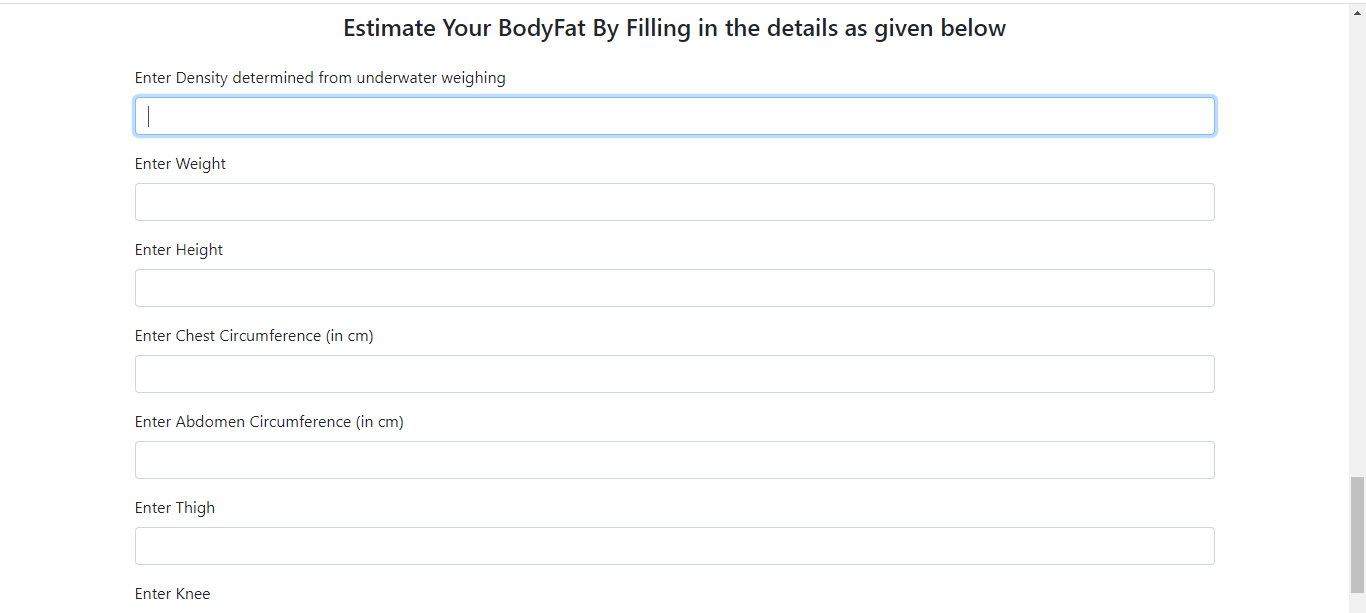 Estimate Your BodyFat By Filling in the details as given below
Enter Density determined from underwater weighing
Enter Weight
Enter Height
Enter Chest Circumference (in cm)
Enter Abdomen Circumference (in cm)
Enter Thigh
Enter Knee